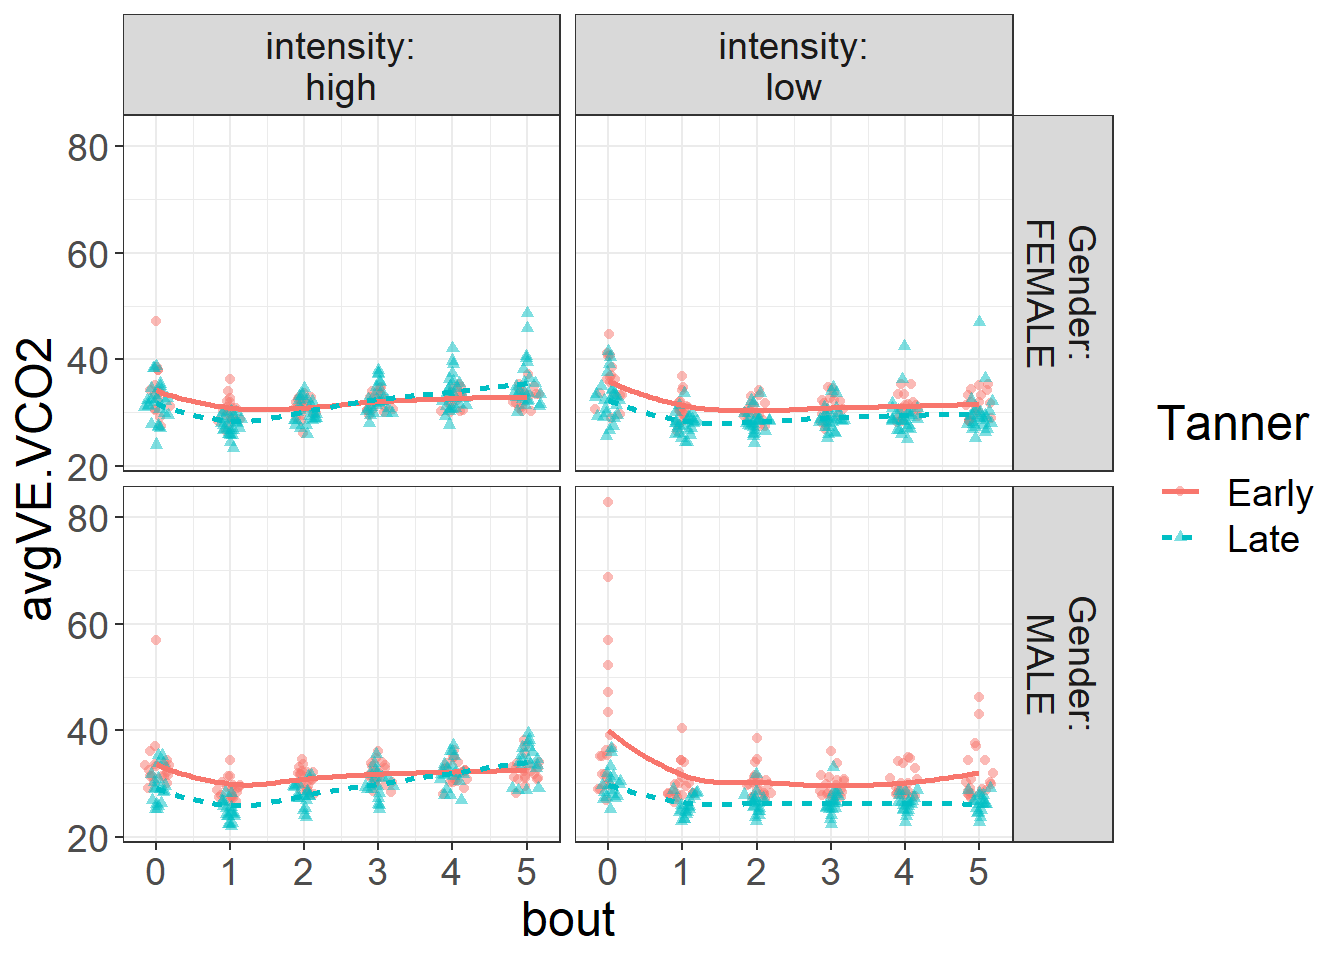 intensity:
high
intensity:
low
80
60
40
20
Gender:
FEMALE
80
60
40
20
Gender:
MALE
0 1 2 3 4 5
0 1 2 3 4 5
bout
avgVE.VCO2
Tanner
Early
Late